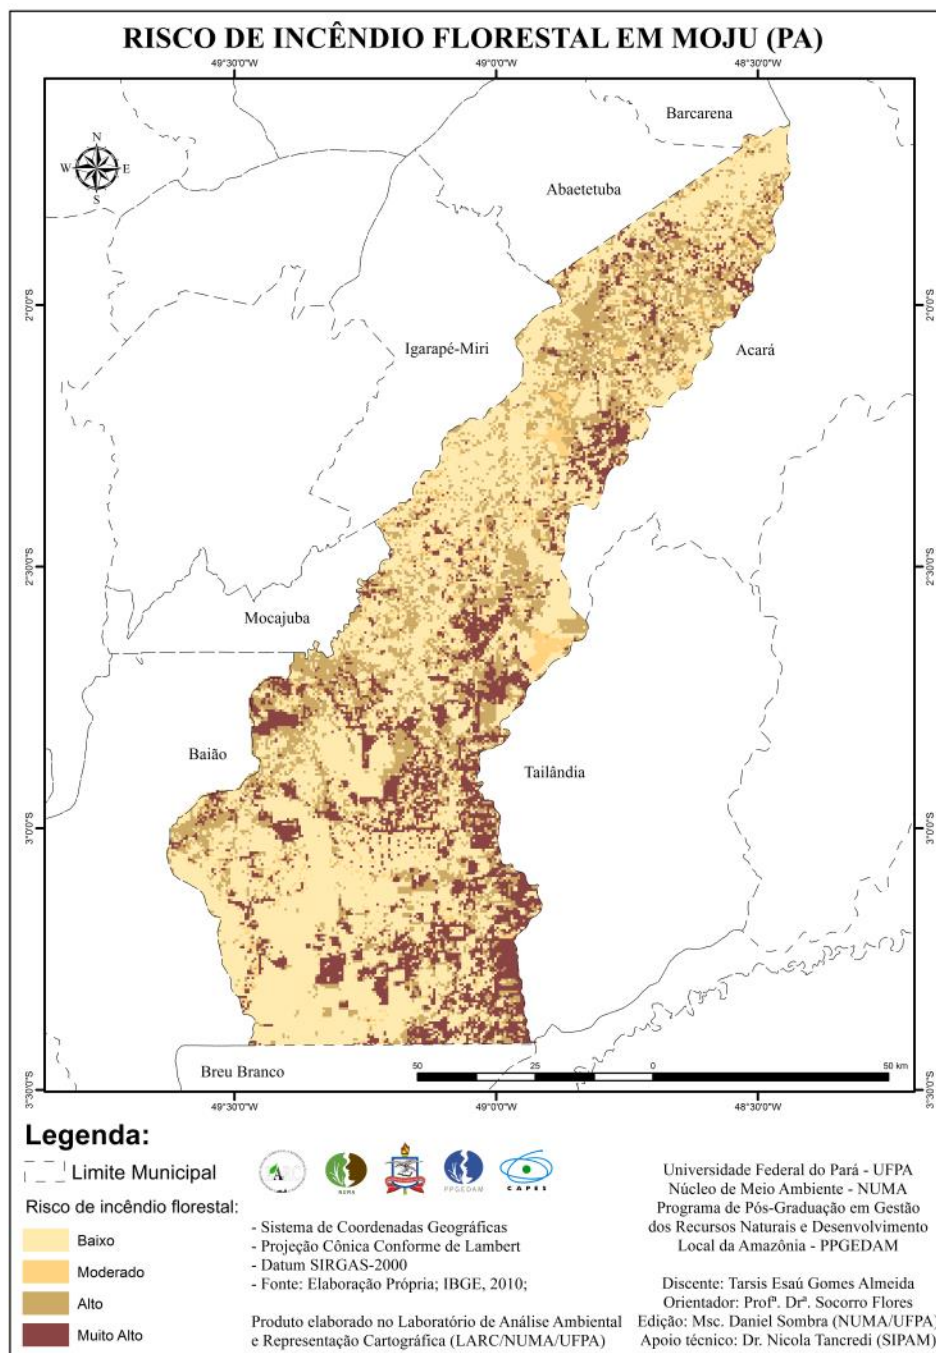 RISCO DE INCÊNDIO FLORESTAL EM MOJU (PA)
49°30'0"W 49°0'0"W 48°30'0"W
N
W E
S
Barcarena
Abaetetuba
2°0'0"S 2°0'0"S
Igarapé-Miri
Acará
2°30'0"S 2°30'0"S
Mocajuba
Baião
Tailândia
3°0'0"S 3°0'0"S
Breu Branco
50 25 0 50 km
3°30'0"S 3°30'0"S
49°30'0"W 49°0'0"W 48°30'0"W
Legenda:
Limite Municipal
Risco de incêndio florestal:
Baixo
Moderado
Alto
Muito Alto
NUMA
PPGEDAM
CAPES
- Sistema de Coordenadas Geográficas
- Projeção Cônica Conforme de Lambert
- Datum SIRGAS-2000
- Fonte: Elaboração Própria; IBGE, 2010;
Produto elaborado no Laboratório de Análise Ambiental
e Representação Cartográfica (LARC/NUMA/UFPA)
Universidade Federal do Pará - UFPA
Núcleo de Meio Ambiente - NUMA
Programa de Pós-Graduação em Gestão
dos Recursos Naturais e Desenvolvimento
Local da Amazônia - PPGEDAM
Discente: Tarsis Esaú Gomes Almeida
Orientador: Profª. Drª. Socorro Flores
Edição: Msc. Daniel Sombra (NUMA/UFPA)
Apoio técnico: Dr. Nicola Tancredi (SIPAM)